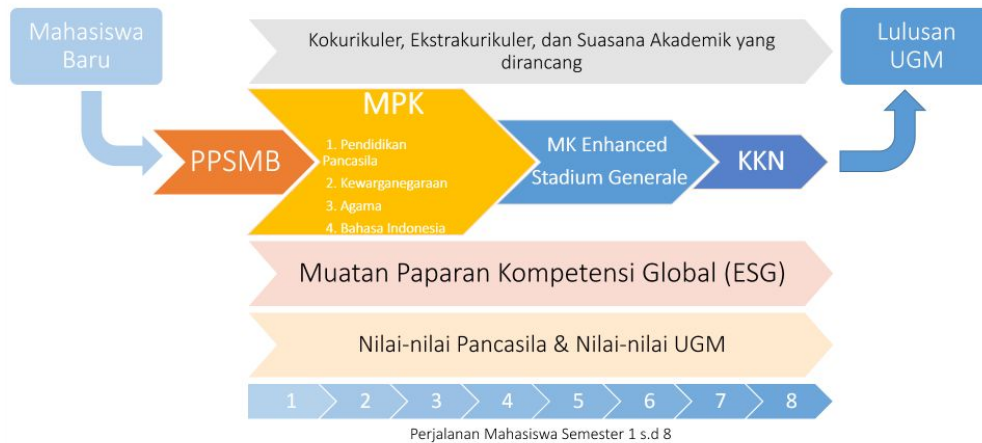 Mahasiswa
Baru
Kokurikuler, Ekstrakurikuler, dan Suasana Akademik yang
dirancang
Lulusan
UGM
PPSMB
MPK
1. Pendidikan
Pancasila
2. Kewarganegaraan
3. Agama
4. Bahasa Indonesia
MK Enhanced
Stadium Generale
KKN
Muatan Paparan Kompetensi Global (ESG)
Nilai-nilai Pancasila & Nilai-nilai UGM
1 2 3 4 5 6 7 8
Perjalanan Mahasiswa Semester 1 s.d 8